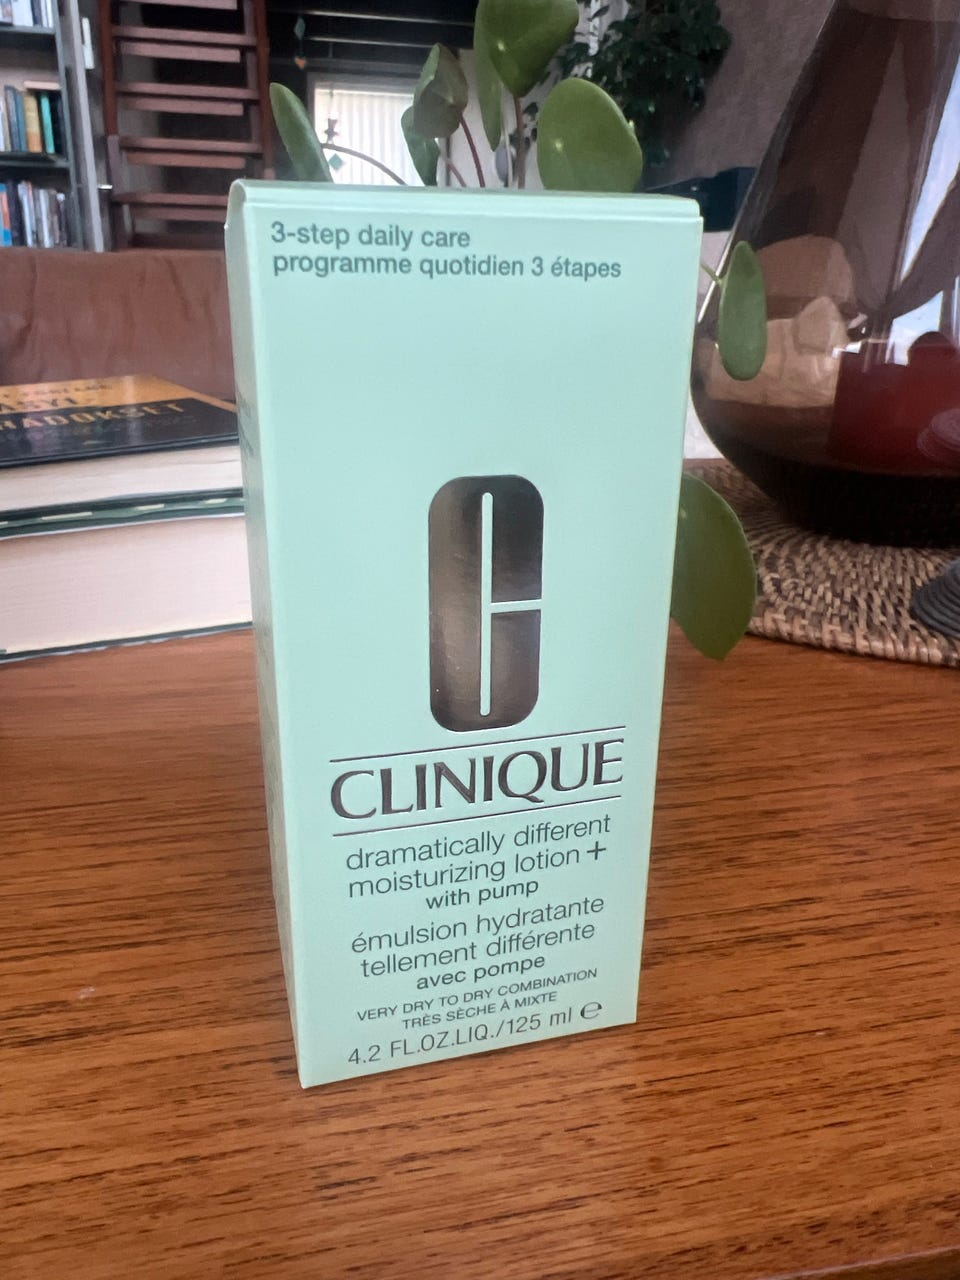 3-step daily care
programme quotidien 3 étapes
CLINIQUE
dramatically different
moisturizing lotion +
with pump
émulsion hydratante
tellement différente
avec pompe
VERY DRY TO DRY COMBINATION
TRÈS SÈCHE À MIXTE
4.2 FL.OZ.LIQ./125 ml ℮